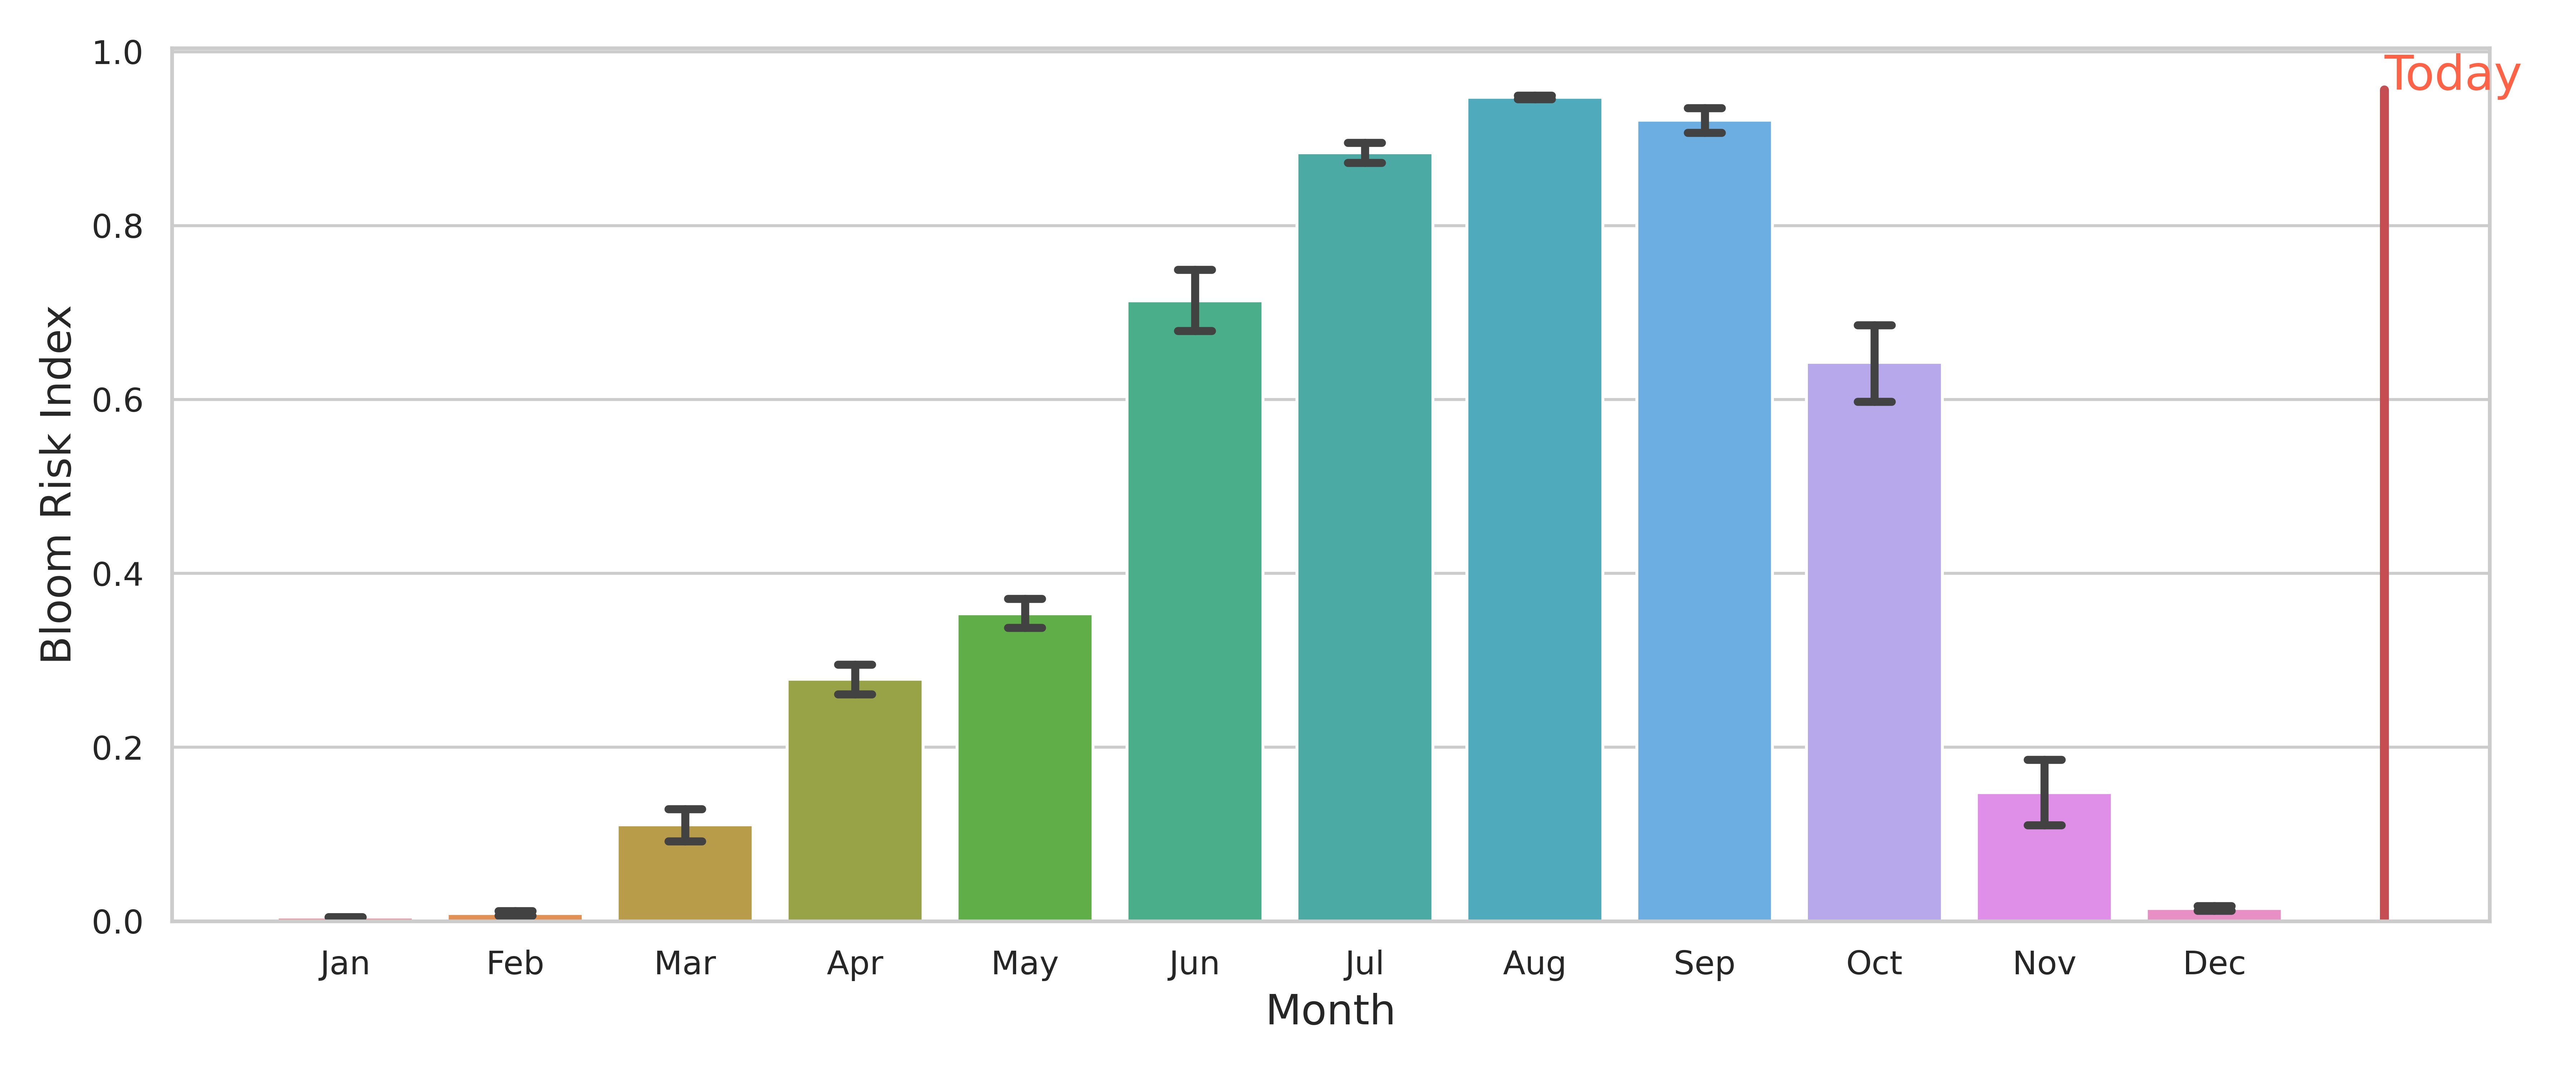 Today
1.0
0.8
0.6
0.4
0.2
0.0
Bloom Risk Index
Jan Feb Mar Apr May Jun Jul Aug Sep Oct Nov Dec
Month